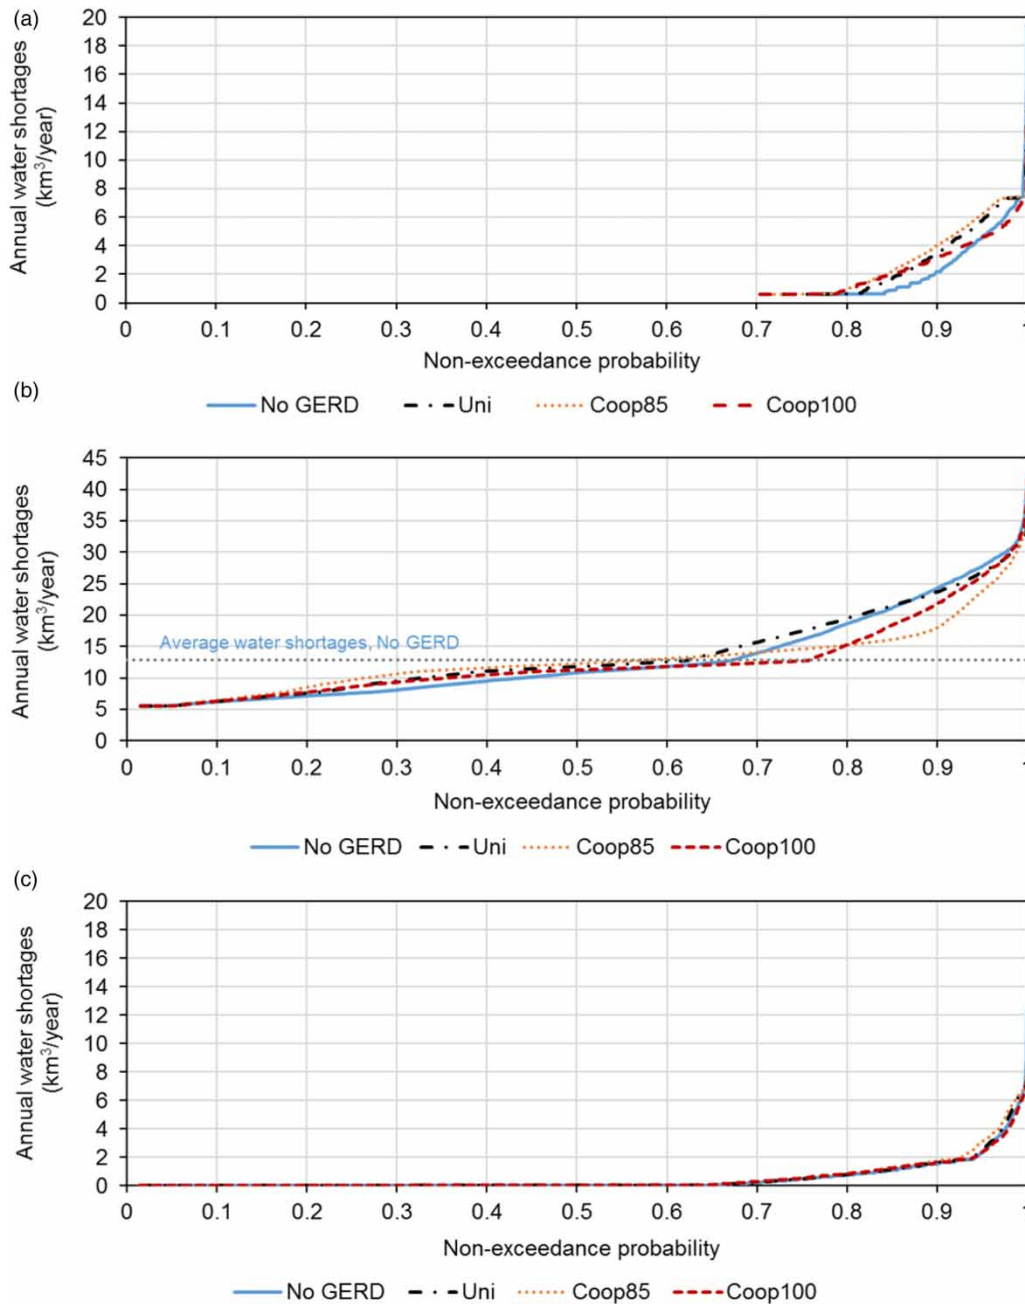 (a)
Annual water shortages
(km³/year)
20
18
16
14
12
10
8
6
4
2
0
0 0.1 0.2 0.3 0.4 0.5 0.6 0.7 0.8 0.9 1
Non-exceedance probability
No GERD Uni Coop85 Coop100
(b)
Annual water shortages
(km³/year)
45
40
35
30
25
20
15
10
5
0
Average water shortages, No GERD
0 0.1 0.2 0.3 0.4 0.5 0.6 0.7 0.8 0.9 1
Non-exceedance probability
No GERD Uni Coop85 Coop100
(c)
Annual water shortages
(km³/year)
20
18
16
14
12
10
8
6
4
2
0
0 0.1 0.2 0.3 0.4 0.5 0.6 0.7 0.8 0.9 1
Non-exceedance probability
No GERD Uni Coop85 Coop100